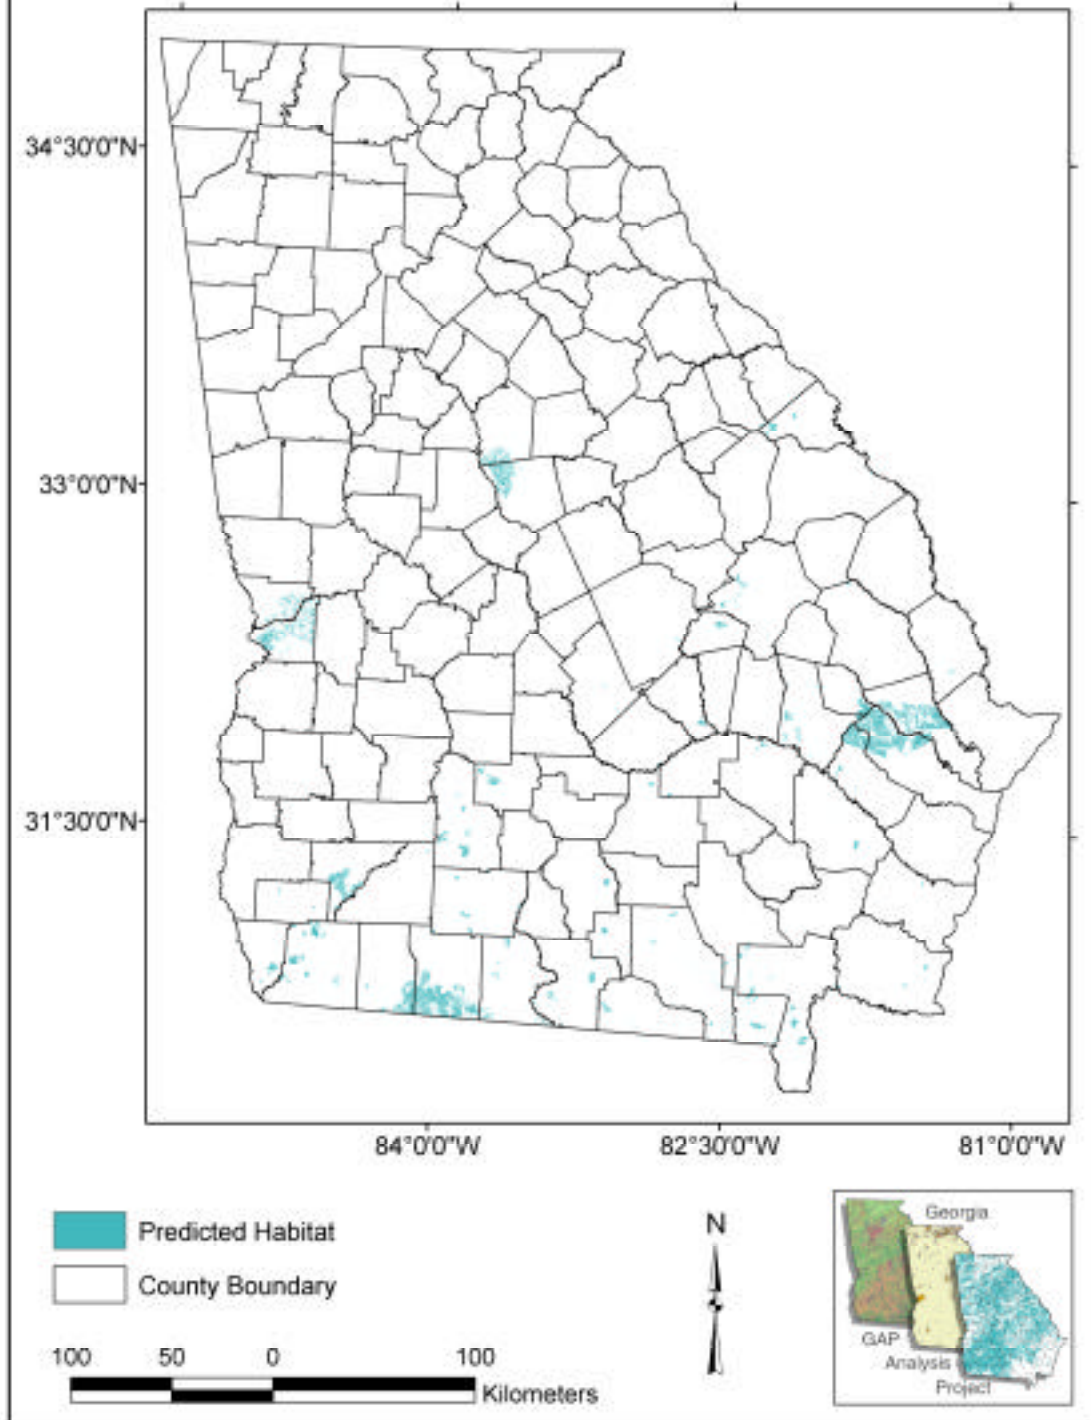 34°30'0"N
33°0'0"N
31°30'0"N
84°0'0"W
82°30'0"W
81°0'0"W
Predicted Habitat
County Boundary
100 50 0 100
Kilometers
N
Georgia
GAP
Analysis
Project